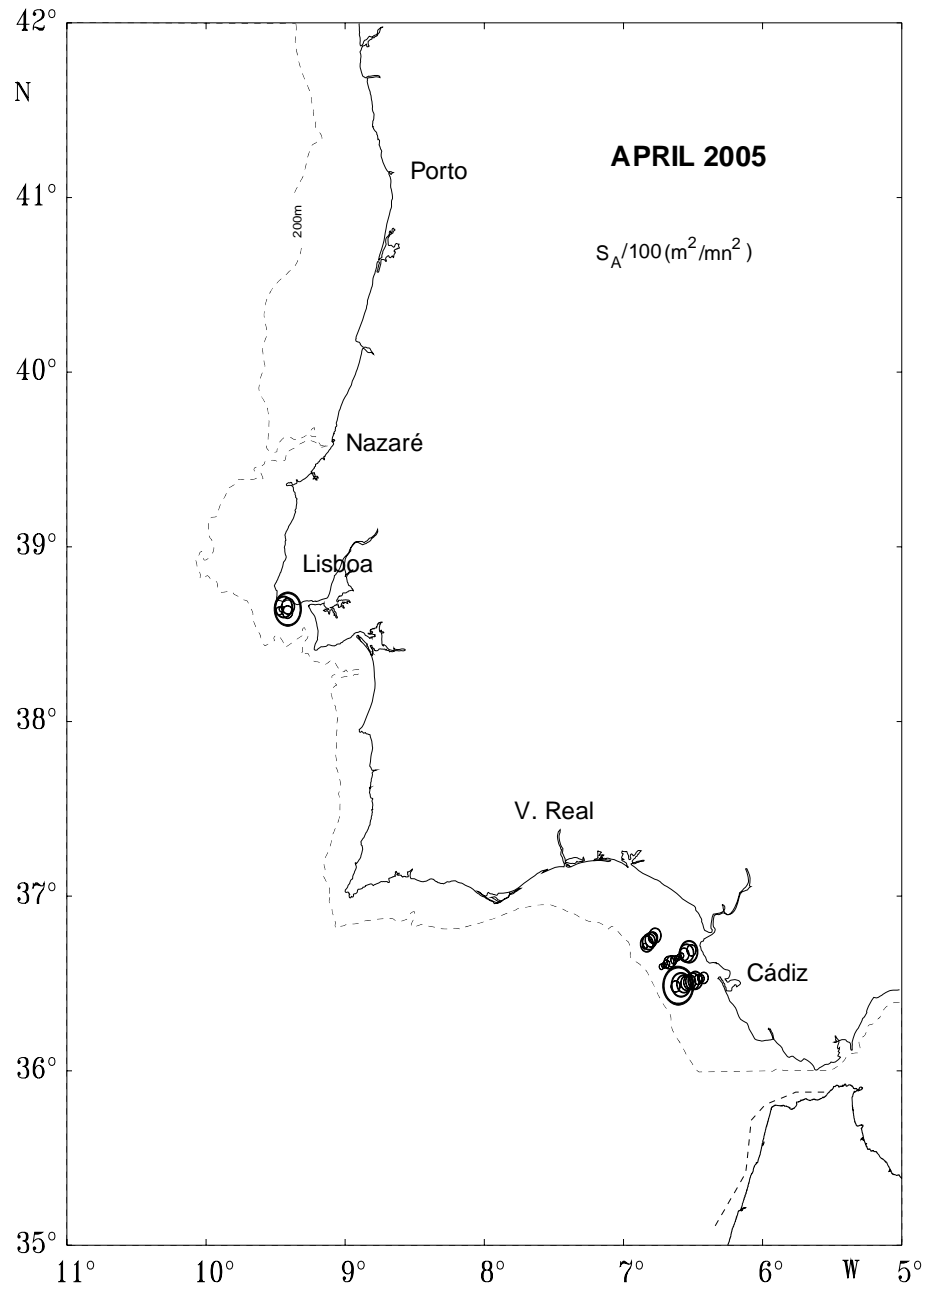 42°
N
APRIL 2005
Porto
41°
200m
S_A/100(m²/mn²)
40°
Nazaré
39°
Lisboa
38°
V. Real
37°
Cádiz
36°
35°
11° 10° 9° 8° 7° 6° W 5°